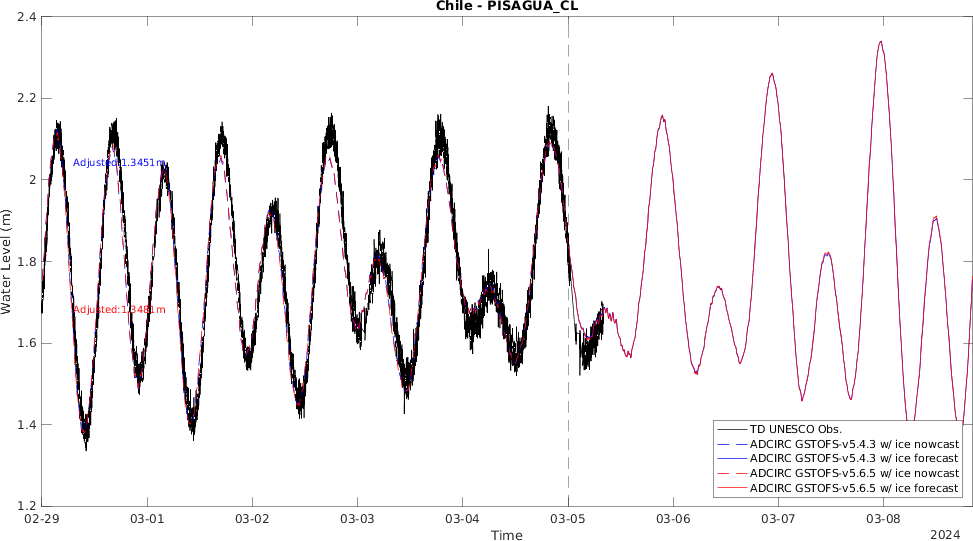 Chile - PISAGUA_CL
2.4
2.2
2
1.8
1.6
1.4
1.2
Water Level (m)
Adjusted:1.3451m
Adjusted:1.3481m
TD UNESCO Obs.
ADCIRC GSTOFS-v5.4.3 w/ ice nowcast
ADCIRC GSTOFS-v5.4.3 w/ ice forecast
ADCIRC GSTOFS-v5.6.5 w/ ice nowcast
ADCIRC GSTOFS-v5.6.5 w/ ice forecast
02-29 03-01 03-02 03-03 03-04 03-05 03-06 03-07 03-08
Time
2024